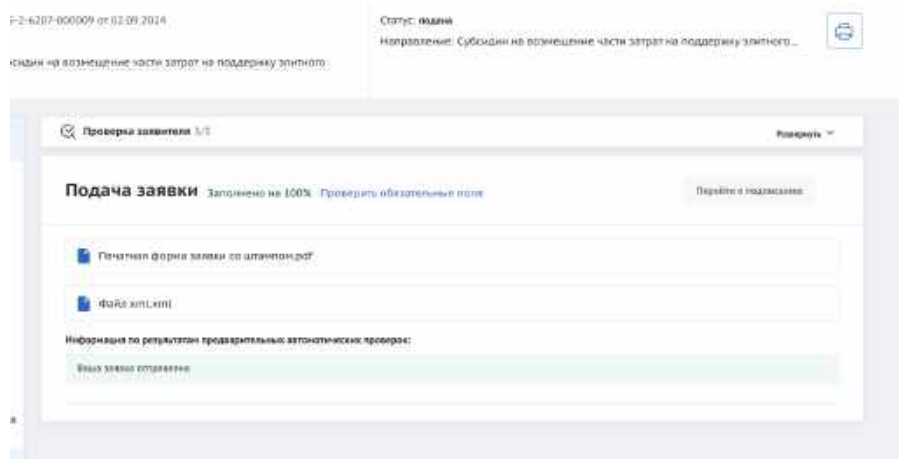 -2-6207-000009 от 02.09.2024
Статус: подана
Направление: Субсидии на возмещение части затрат на поддержку элитного...
сидии на возмещение части затрат на поддержку элитного
Проверка заявителя
Развернуть
Подача заявки Заполнено на 100% Проверить обязательные поля
Перейти к подписанию
Печатная форма заявки со штампом.pdf
Файл xml.xml
Информация по результатам предварительных автоматических проверок:
Ваша заявка отправлена